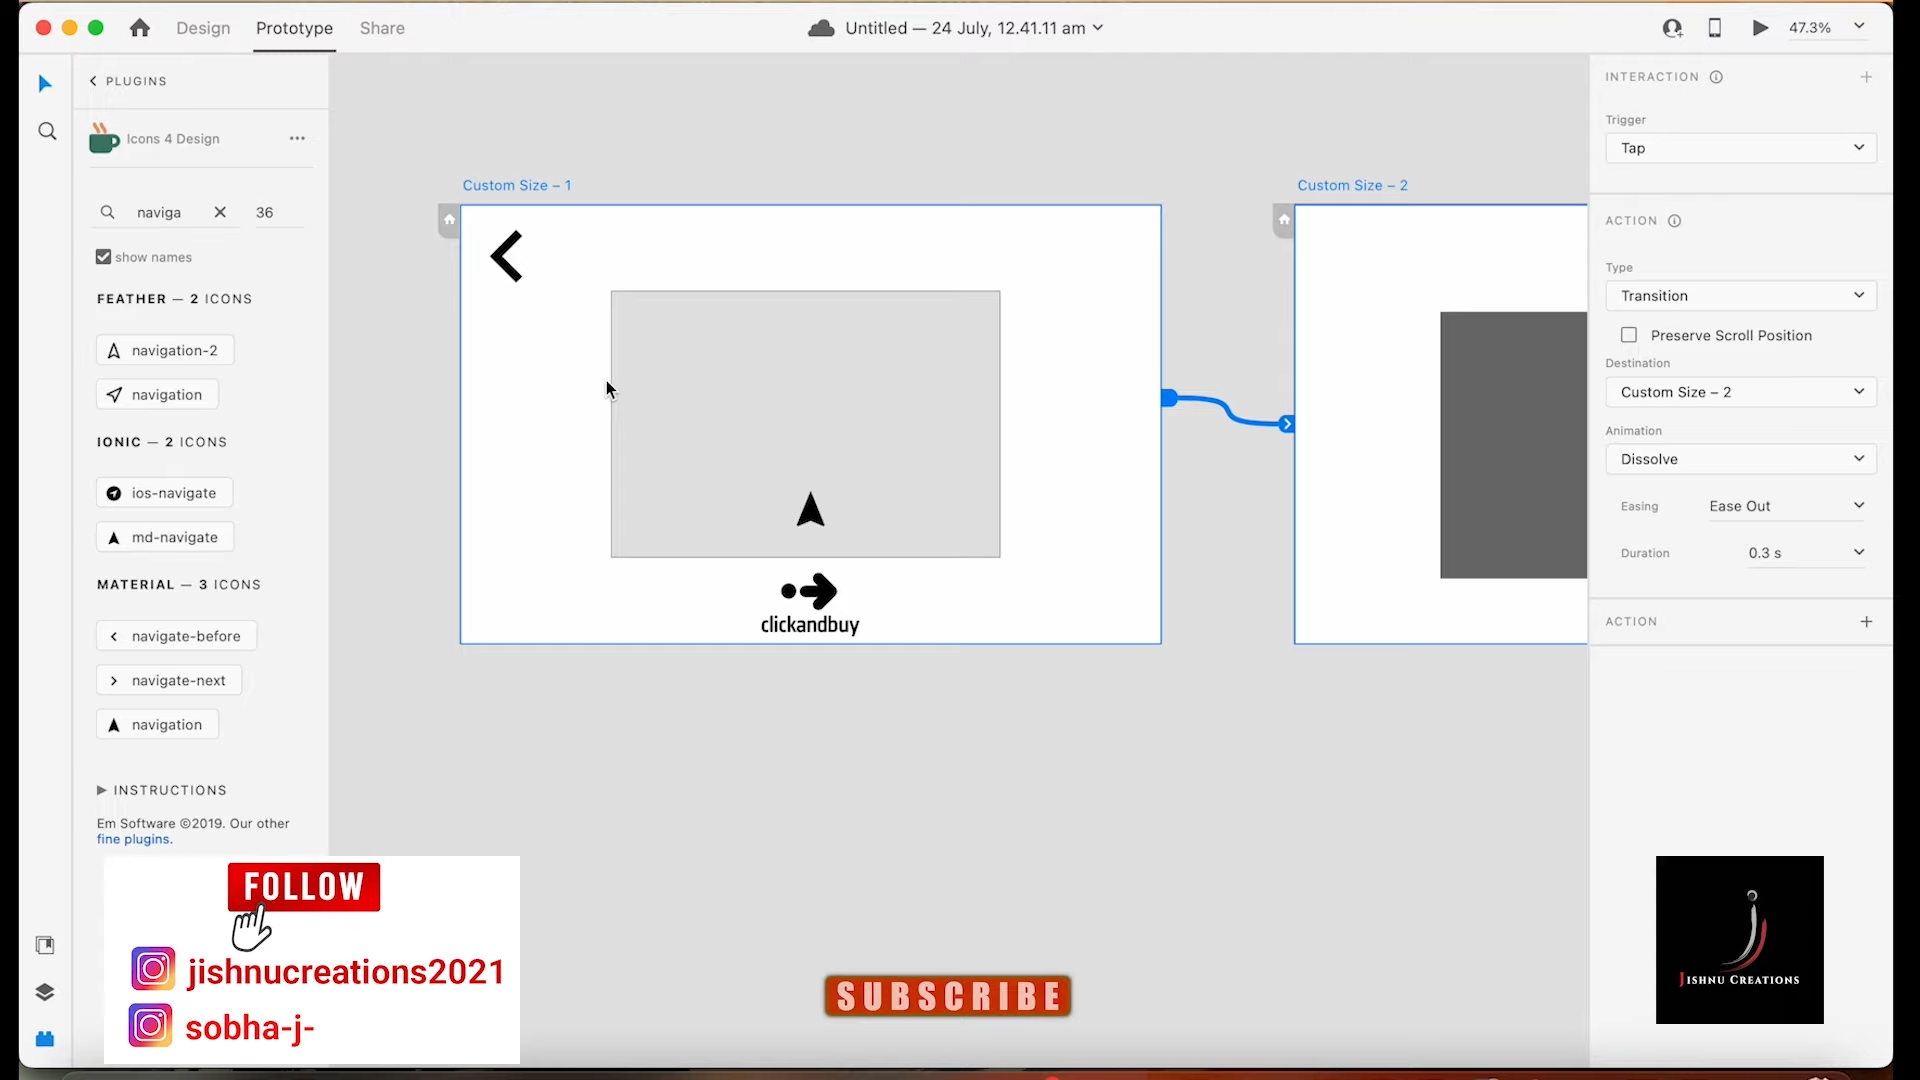 Design
Prototype
Share
Untitled — 24 July, 12.41.11 am
47.3%
PLUGINS
Icons 4 Design
naviga
36
show names
FEATHER — 2 ICONS
navigation-2
navigation
IONIC — 2 ICONS
ios-navigate
md-navigate
MATERIAL — 3 ICONS
navigate-before
navigate-next
navigation
INSTRUCTIONS
Em Software ©2019. Our other
fine plugins.
Custom Size – 1
clickandbuy
Custom Size – 2
INTERACTION
Trigger
Tap
ACTION
Type
Transition
Preserve Scroll Position
Destination
Custom Size – 2
Animation
Dissolve
Easing
Ease Out
Duration
0.3 s
ACTION
FOLLOW
jishnucreations2021
sobha-j-
SUBSCRIBE
JISHNU CREATIONS